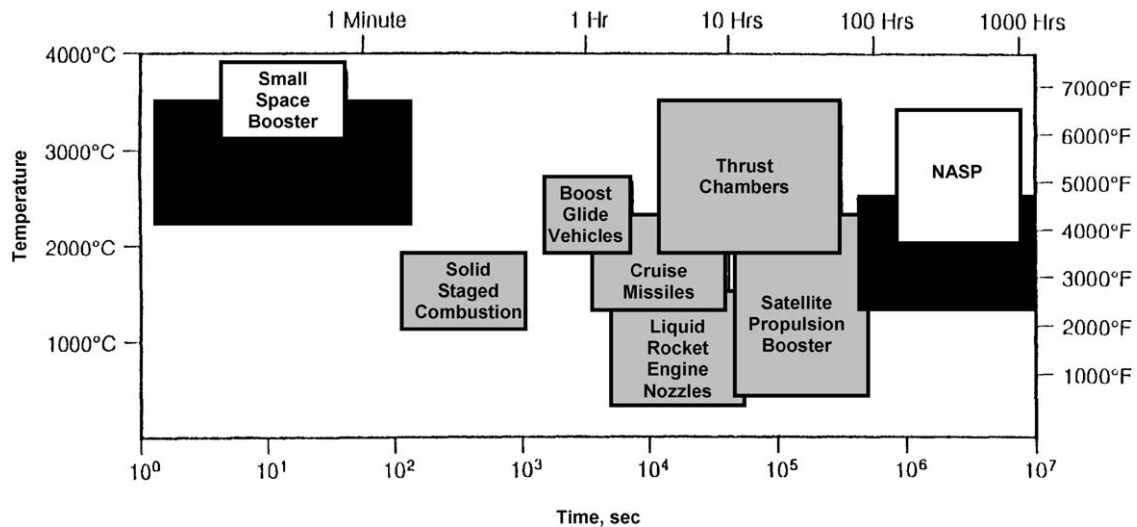 1 Minute 1 Hr 10 Hrs 100 Hrs 1000 Hrs
4000°C
3000°C
2000°C
1000°C
Temperature
Small
Space
Booster
Solid
Staged
Combustion
Boost
Glide
Vehicles
Cruise
Missiles
Liquid
Rocket
Engine
Nozzles
Thrust
Chambers
Satellite
Propulsion
Booster
NASP
7000°F
6000°F
5000°F
4000°F
3000°F
2000°F
1000°F
10⁰ 10¹ 10² 10³ 10⁴ 10⁵ 10⁶ 10⁷
Time, sec